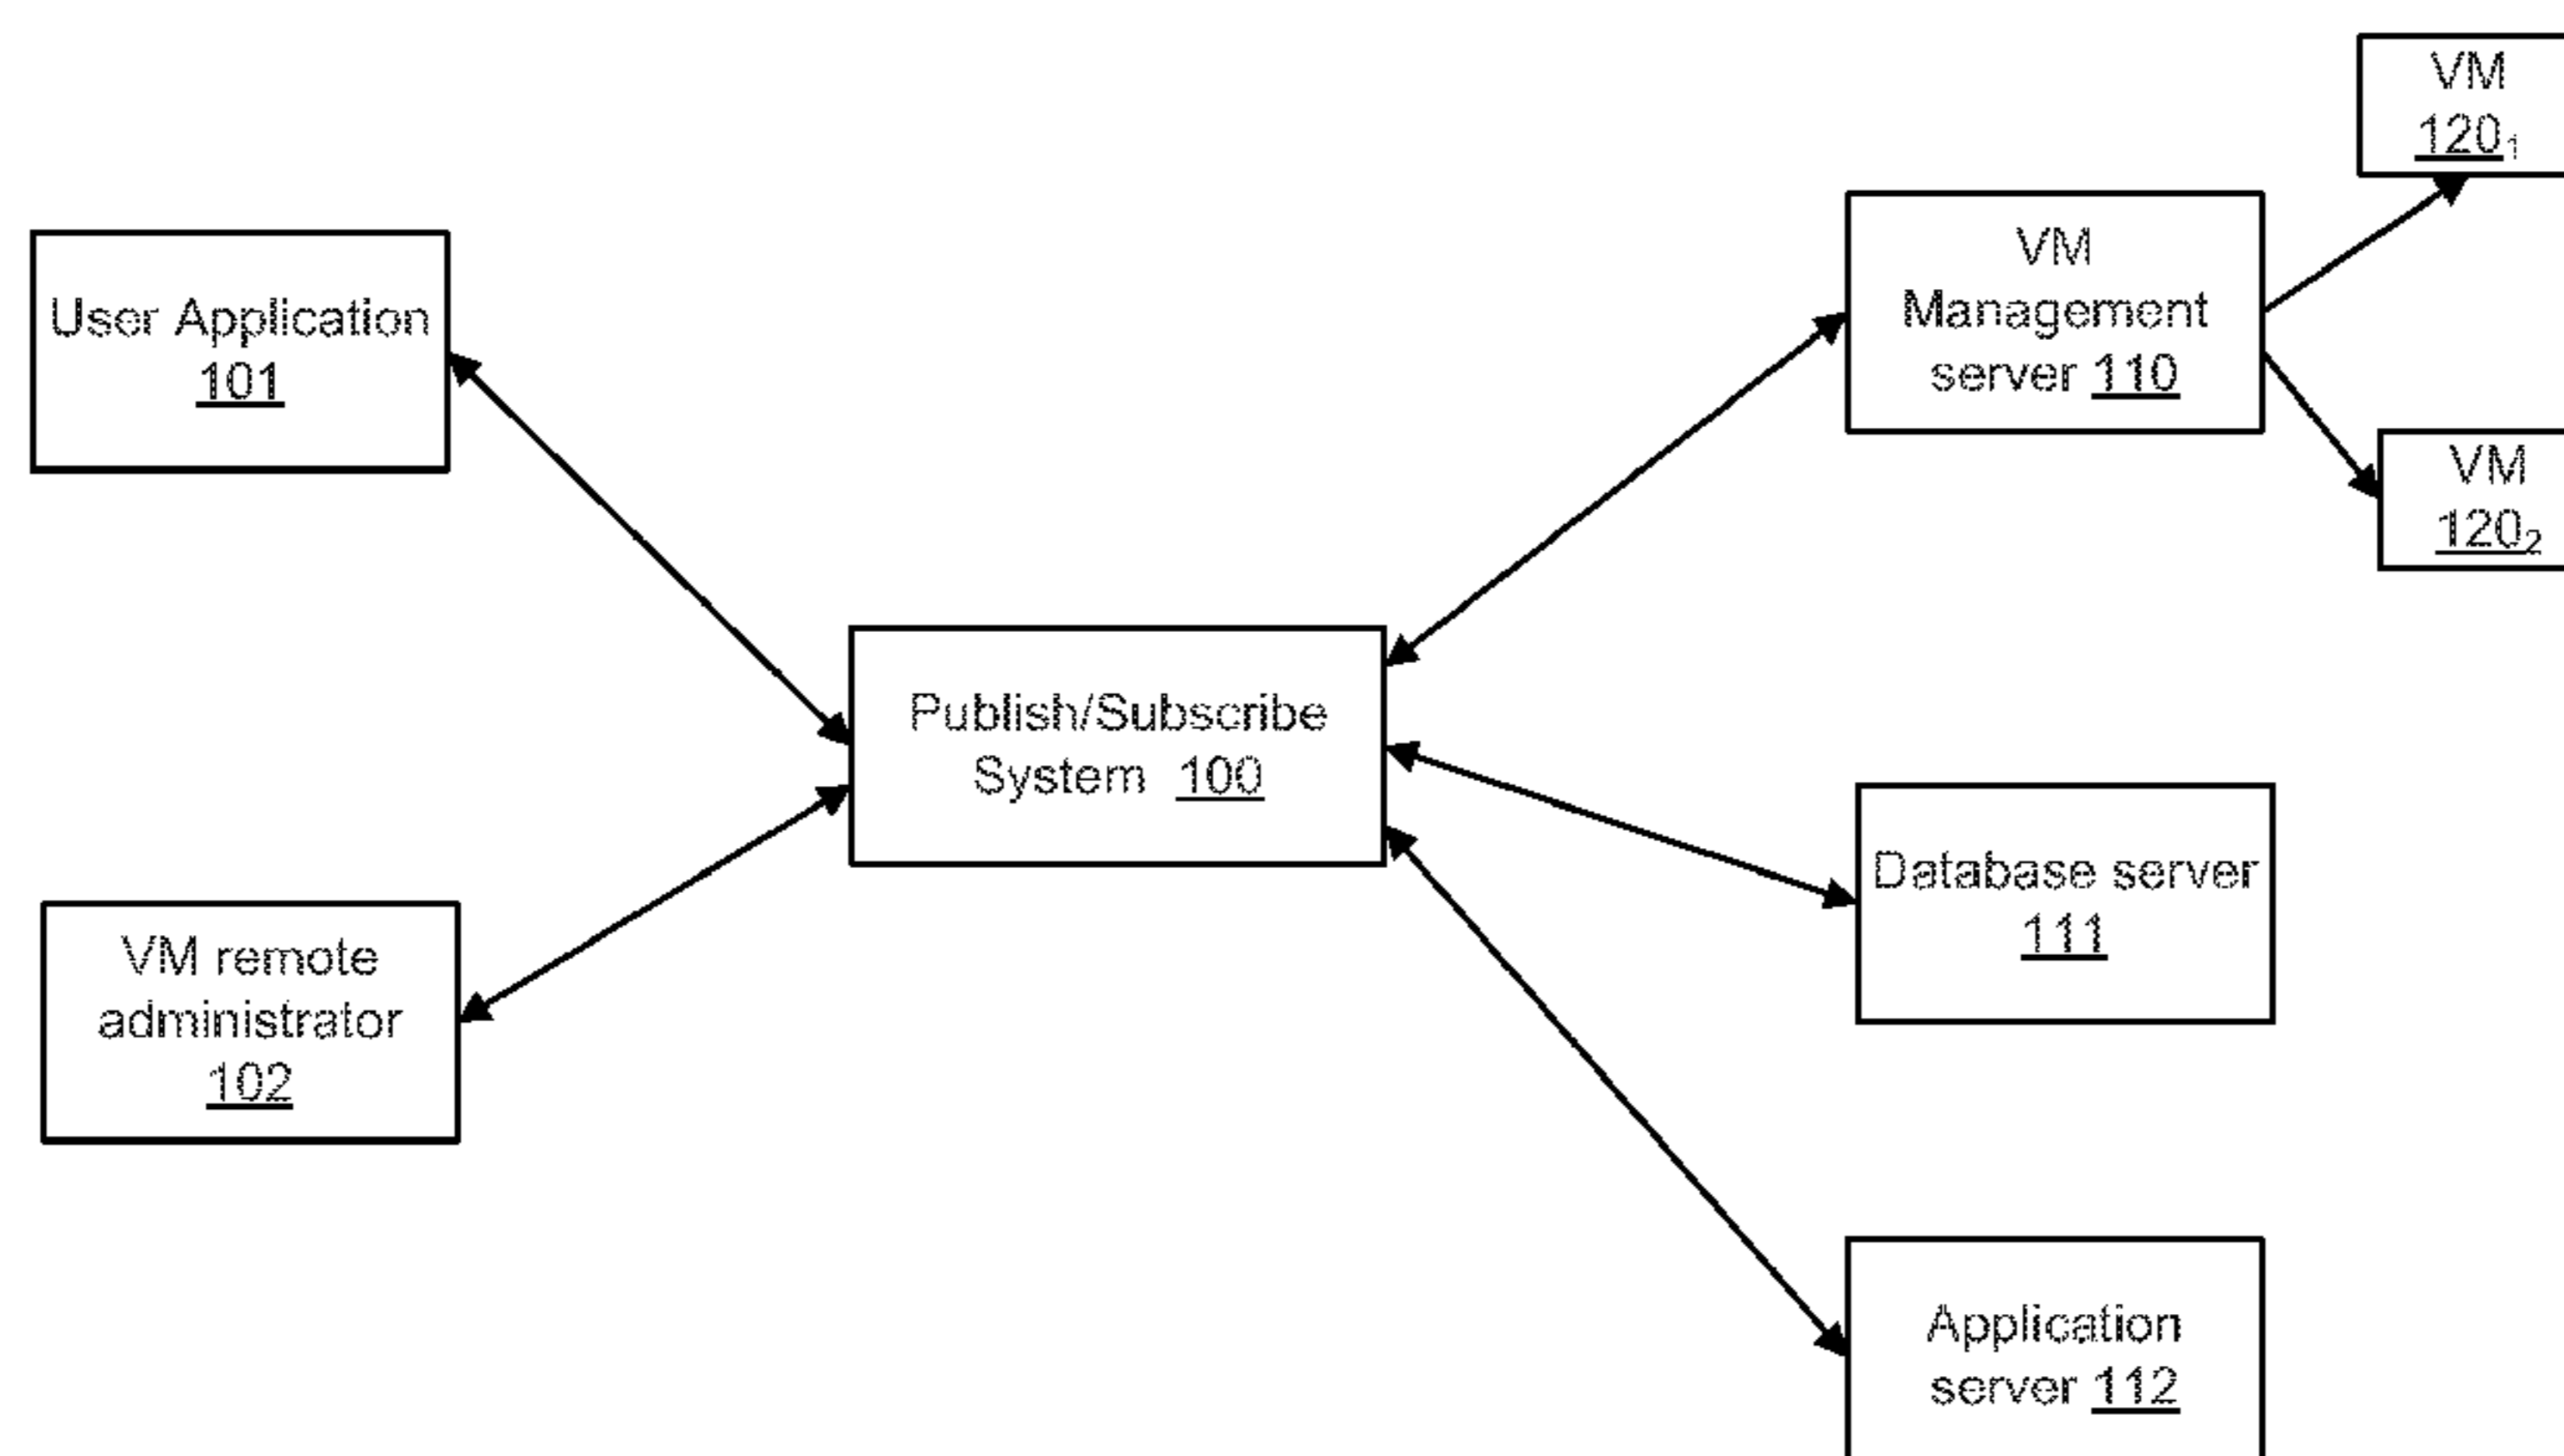 VM
120₁
VM
Management
server 110
User Application
101
VM
120₂
Publish/Subscribe
System 100
Database server
111
VM remote
administrator
102
Application
server 112